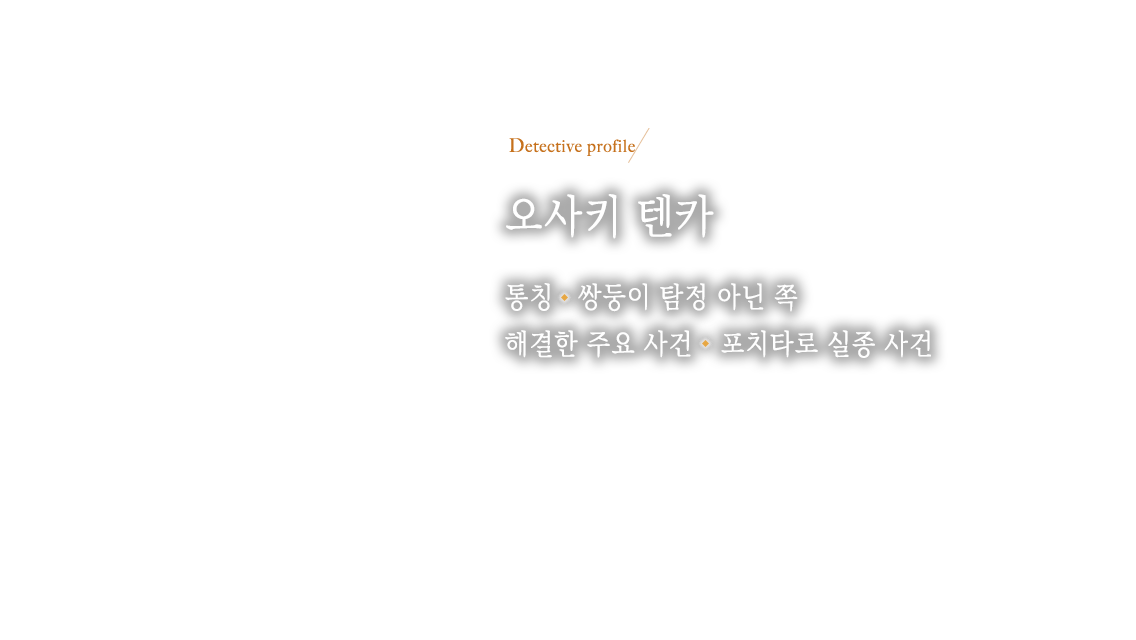 Detective profile
오사키 텐카
통칭◆쌍둥이 탐정 아닌 쪽
해결한 주요 사건◆포치타로 실종 사건